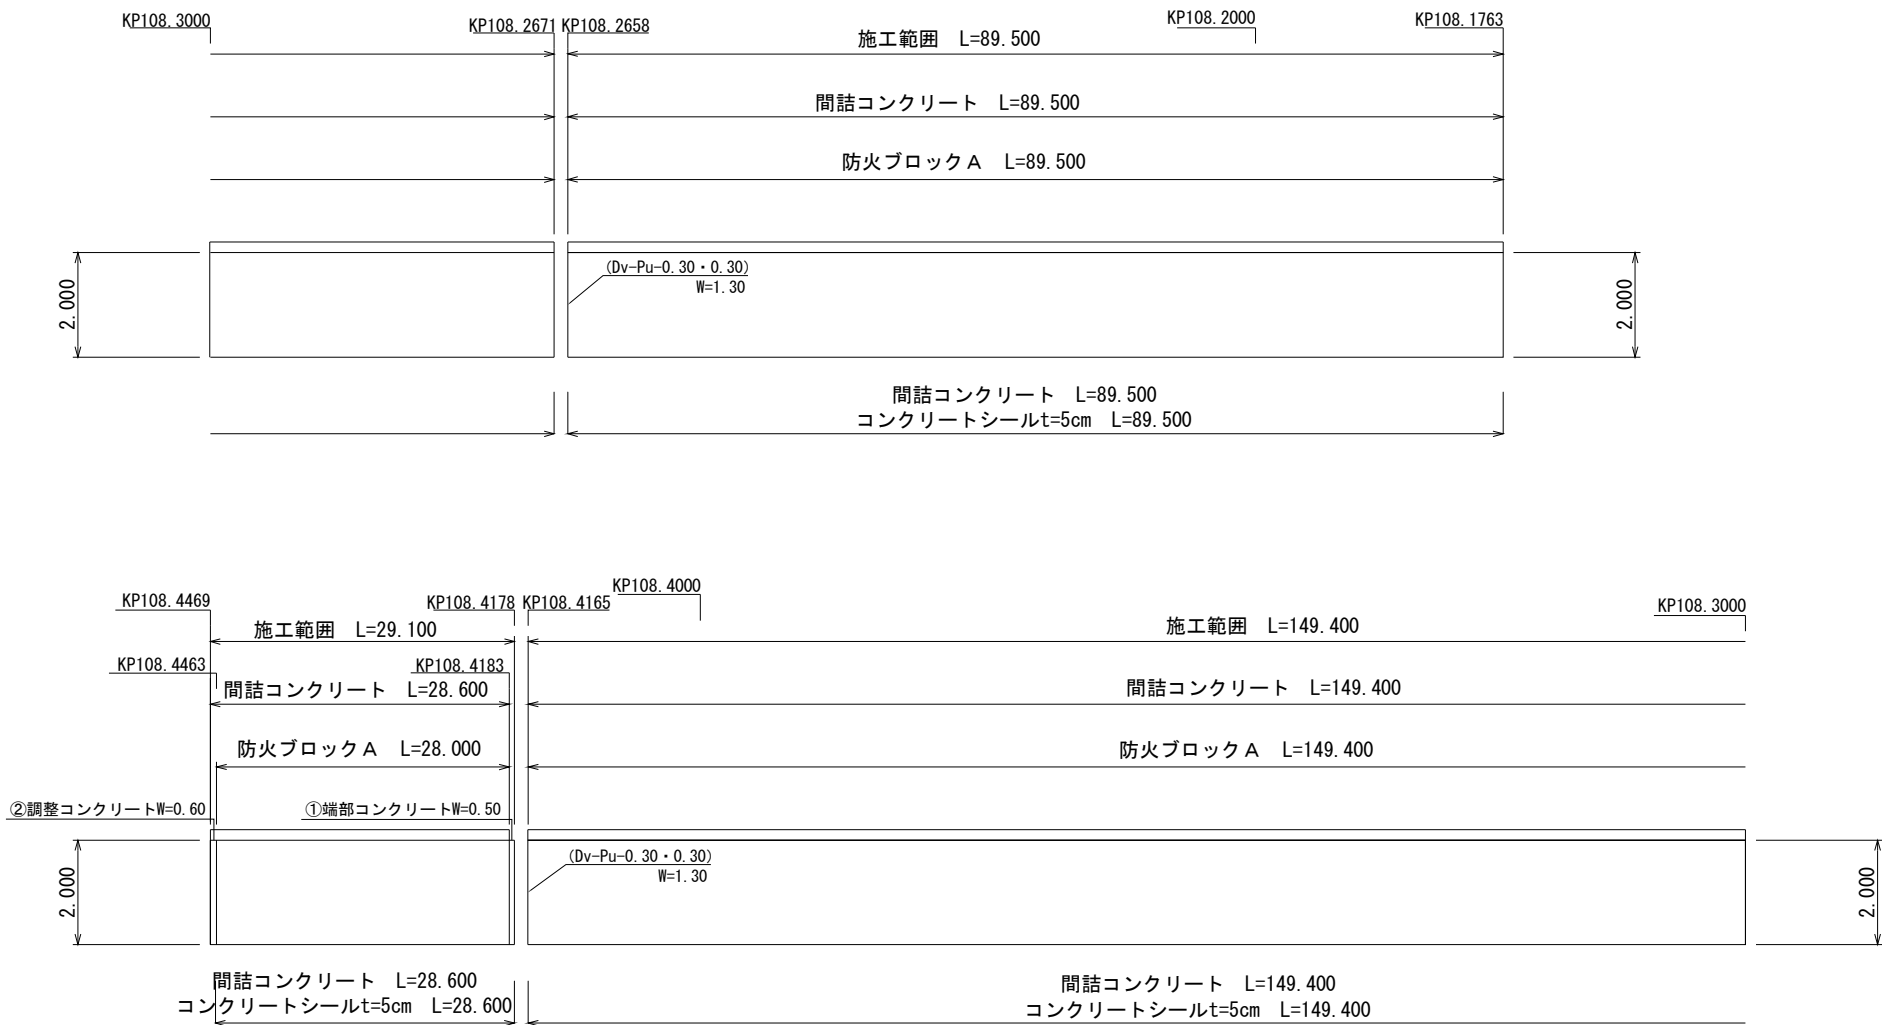 KP108.3000
KP108.2671
KP108.2658
KP108.2000
KP108.1763
施工範囲 L=89.500
間詰コンクリート L=89.500
防火ブロックＡ L=89.500
(Dv-Pu-0.30・0.30)
W=1.30
2.000
2.000
間詰コンクリート L=89.500
コンクリートシールt=5cm L=89.500
KP108.4469
KP108.4178
KP108.4165
KP108.4000
KP108.3000
施工範囲 L=29.100
施工範囲 L=149.400
KP108.4463
KP108.4183
間詰コンクリート L=28.600
間詰コンクリート L=149.400
防火ブロックＡ L=28.000
防火ブロックＡ L=149.400
②調整コンクリートW=0.60
①端部コンクリートW=0.50
(Dv-Pu-0.30・0.30)
W=1.30
2.000
2.000
間詰コンクリート L=28.600
コンクリートシールt=5cm L=28.600
間詰コンクリート L=149.400
コンクリートシールt=5cm L=149.400